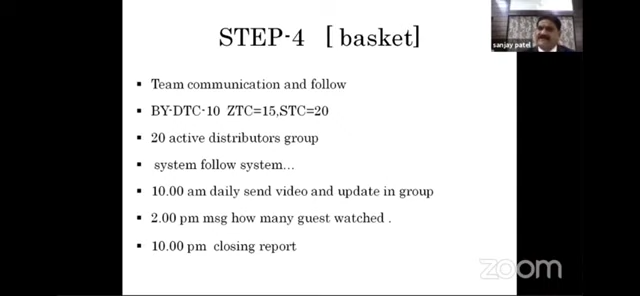 STEP-4 [ basket]
sanjay patel
▪ Team communication and follow
▪ BY-DTC-10 ZTC=15,STC=20
▪ 20 active distributors group
▪ system follow system...
▪ 10.00 am daily send video and update in group
▪ 2.00 pm msg how many guest watched .
▪ 10.00 pm closing report
zoom